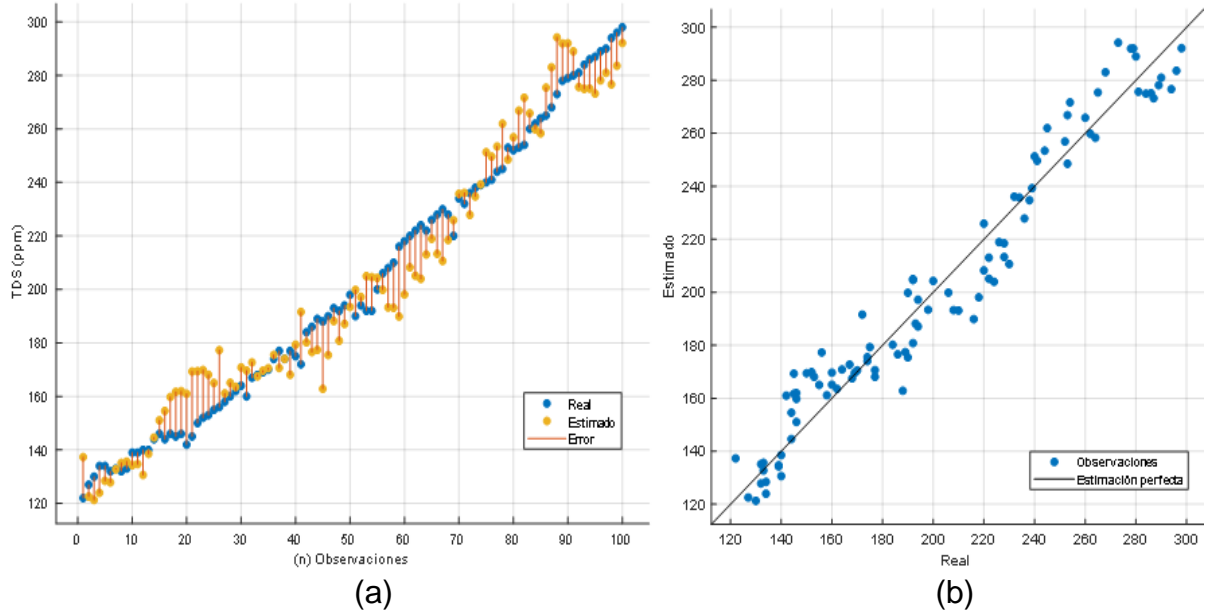 TDS (ppm)
300
280
260
240
220
200
180
160
140
120
0 10 20 30 40 50 60 70 80 90 100
(n) Observaciones
Real
Estimado
Error
(a)
Estimado
300
280
260
240
220
200
180
160
140
120
120 140 160 180 200 220 240 260 280 300
Real
Observaciones
Estimación perfecta
(b)